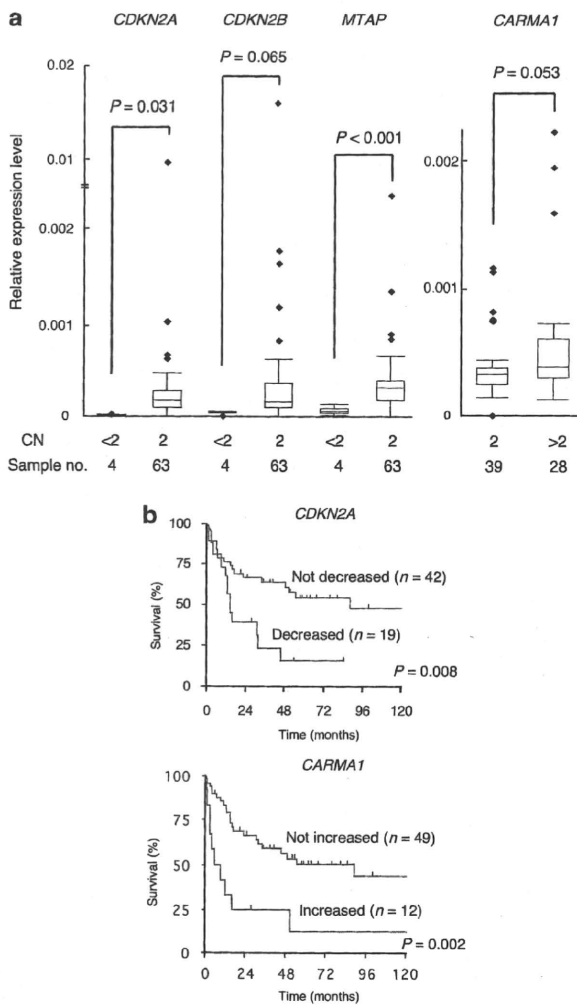 a
CDKN2A CDKN2B MTAP CARMA1
Relative expression level
0.02
0.01
0.002
0.001
0
P = 0.031
P = 0.065
P < 0.001
P = 0.053
0.002
0.001
0
CN <2 2 <2 2 <2 2 2 >2
Sample no. 4 63 4 63 4 63 39 28
b
CDKN2A
Survival (%)
100
75
50
25
0
Not decreased (n = 42)
Decreased (n = 19)
P = 0.008
0 24 48 72 96 120
Time (months)
CARMA1
Survival (%)
100
75
50
25
0
Not increased (n = 49)
Increased (n = 12)
P = 0.002
0 24 48 72 96 120
Time (months)